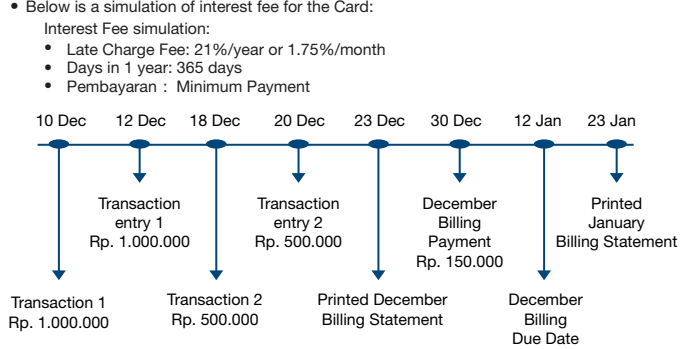 • Below is a simulation of interest fee for the Card:
Interest Fee simulation:
• Late Charge Fee: 21%/year or 1.75%/month
• Days in 1 year: 365 days
• Pembayaran : Minimum Payment
10 Dec 12 Dec 18 Dec 20 Dec 23 Dec 30 Dec 12 Jan 23 Jan
Transaction
entry 1
Rp. 1.000.000
Transaction
entry 2
Rp. 500.000
December
Billing
Payment
Rp. 150.000
Printed
January
Billing Statement
Transaction 1
Rp. 1.000.000
Transaction 2
Rp. 500.000
Printed December
Billing Statement
December
Billing
Due Date